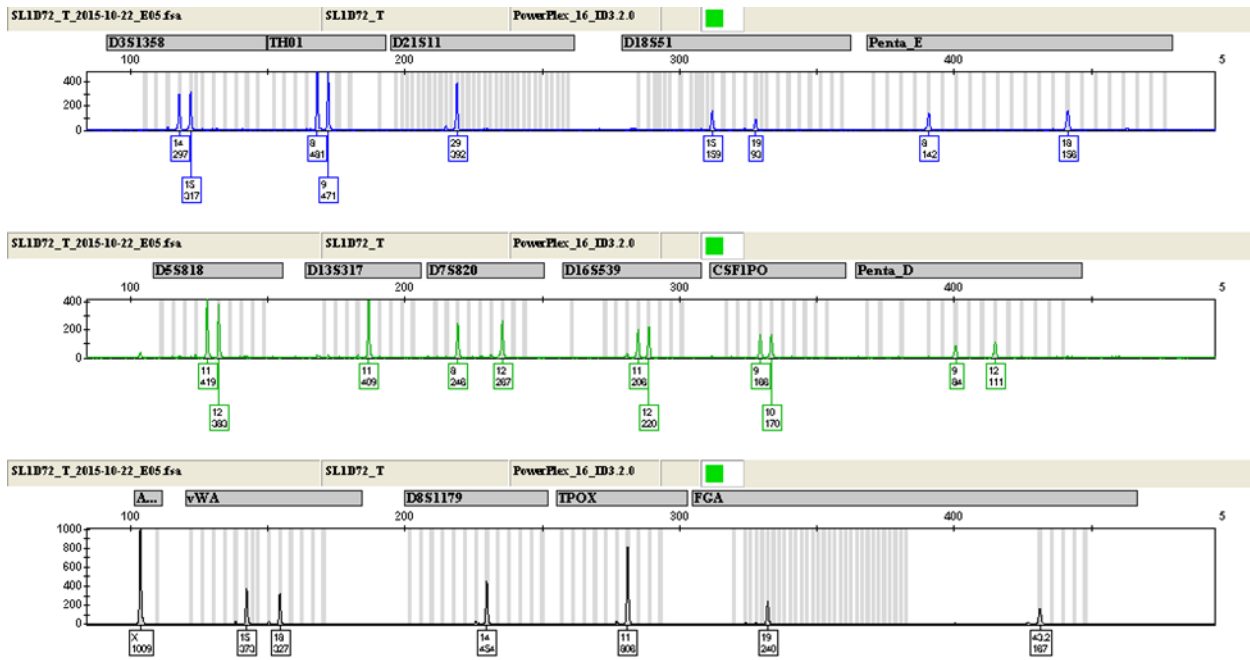 SL1D72_T_2015-10-22_E05.fsa SL1D72_T PowerPlex_16_ID3.2.0
D3S1358 TH01 D21S11 D18S51 Penta_E
100 200 300 400 5
400
200
0
14 8 29 15 19 8 18
297 481 392 159 93 142 156
15 9
317 471
SL1D72_T_2015-10-22_E05.fsa SL1D72_T PowerPlex_16_ID3.2.0
D5S818 D13S317 D7S820 D16S539 CSF1PO Penta_D
100 200 300 400 5
400
200
0
11 11 8 12 11 9 9 12
419 409 246 267 206 166 84 111
12 12 10
383 220 170
SL1D72_T_2015-10-22_E05.fsa SL1D72_T PowerPlex_16_ID3.2.0
A... vWA D8S1179 TPOX FGA
100 200 300 400 5
1000
800
600
400
200
0
X 15 18 14 11 19 43.2
1009 373 327 454 806 240 167